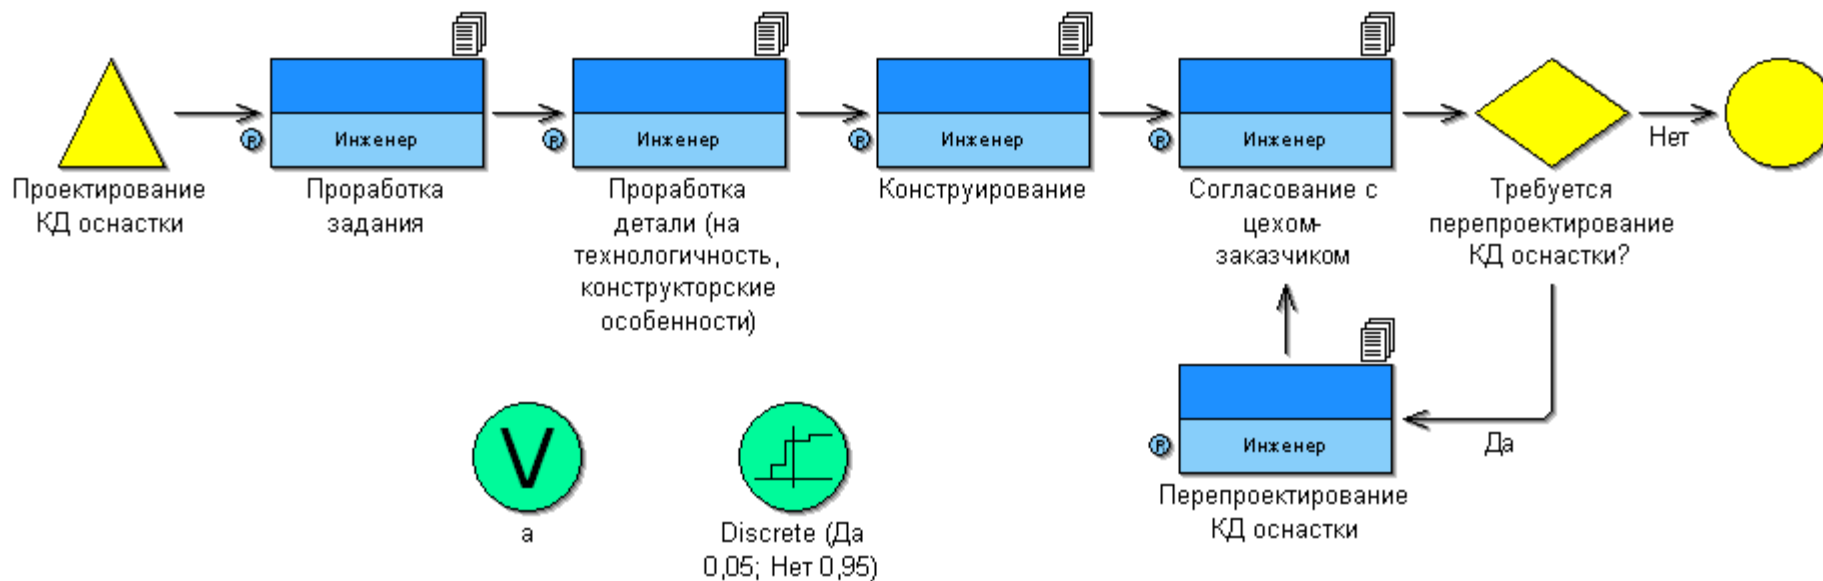 Инженер
Инженер
Инженер
Инженер
P
P
P
P
Нет
Проектирование
КД оснастки
Проработка
задания
Проработка
детали (на
технологичность,
конструкторские
особенности)
Конструирование
Согласование с
цехом-
заказчиком
Требуется
перепроектирование
КД оснастки?
Инженер
P
Да
Перепроектирование
КД оснастки
V
a
Discrete (Да
0,05; Нет 0,95)